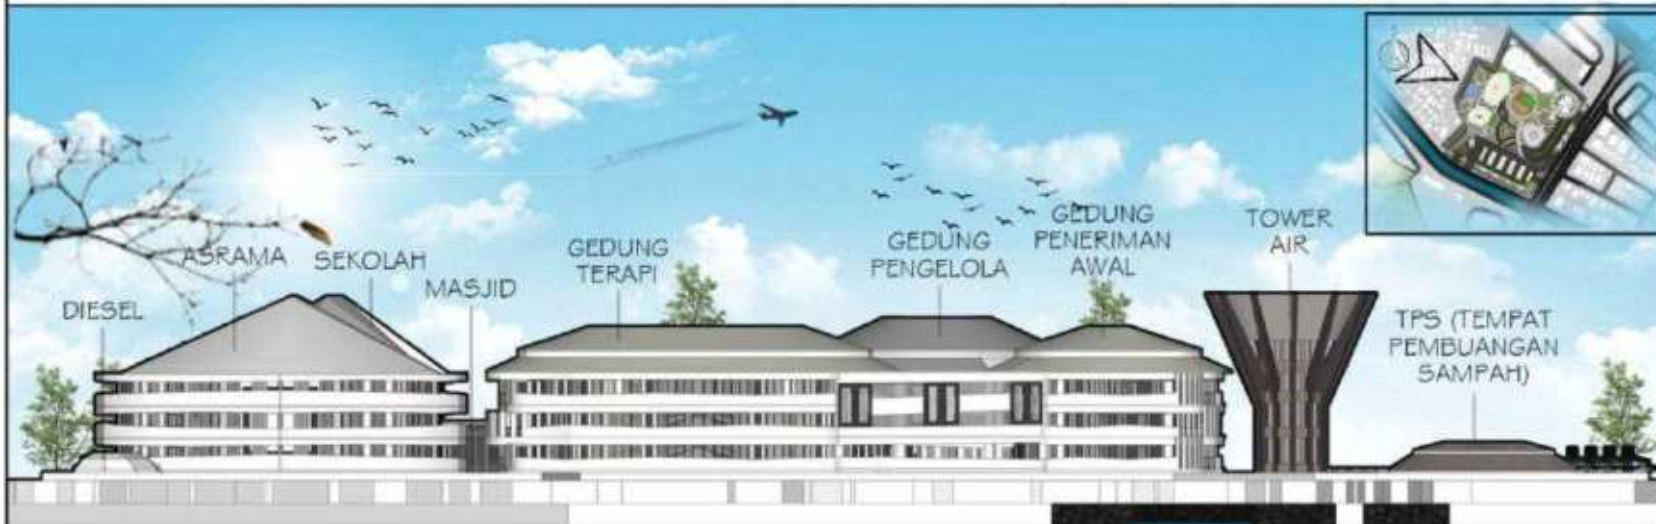 DIESEL
ASRAMA
SEKOLAH
MASJID
GEDUNG
TERAPI
GEDUNG
PENGELOLA
GEDUNG
PENERIMAN
AWAL
TOWER
AIR
TPS (TEMPAT
PEMBUANGAN
SAMPAH)